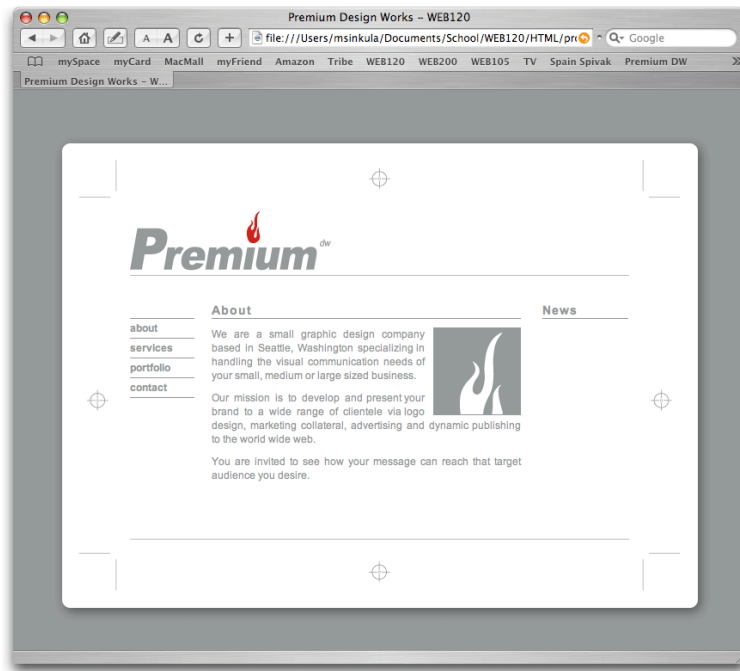 Premium Design Works – WEB120
A A
file:///Users/msinkula/Documents/School/WEB120/HTML/pre
Google
mySpace myCard MacMall myFriend Amazon Tribe WEB120 WEB200 WEB105 TV Spain Spivak Premium DW
Premium Design Works – W...
Premium dw
about
services
portfolio
contact
About
We are a small graphic design company
based in Seattle, Washington specializing in
handling the visual communication needs of
your small, medium or large sized business.
Our mission is to develop and present your
brand to a wide range of clientele via logo
design, marketing collateral, advertising and dynamic publishing
to the world wide web.
You are invited to see how your message can reach that target
audience you desire.
News